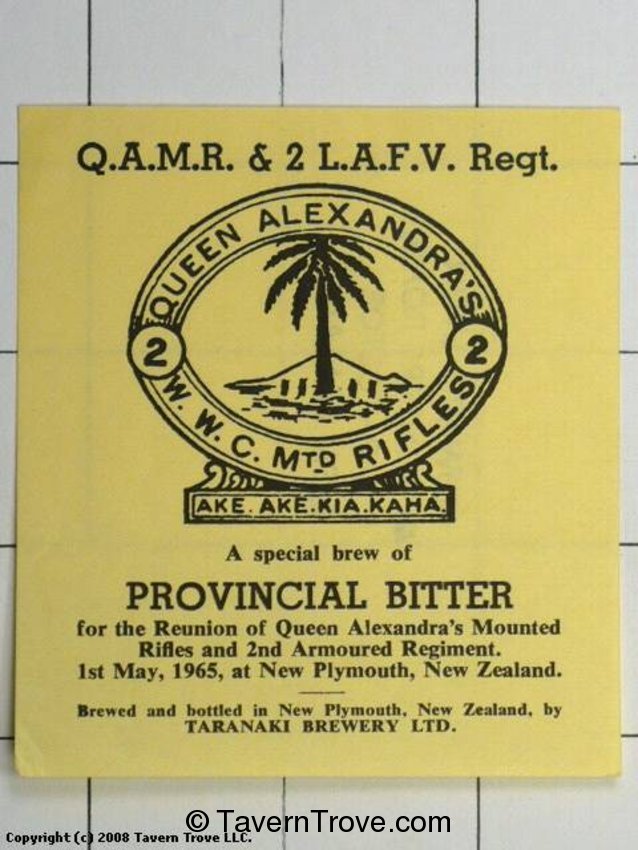 Q.A.M.R. & 2 L.A.F.V. Regt.
QUEEN ALEXANDRA'S
2 2
W. W. C. MTD RIFLES
AKE. AKE. KIA. KAHA.
A special brew of
PROVINCIAL BITTER
for the Reunion of Queen Alexandra's Mounted
Rifles and 2nd Armoured Regiment.
1st May, 1965, at New Plymouth, New Zealand.
Brewed and bottled in New Plymouth, New Zealand, by
TARANAKI BREWERY LTD.
© TavernTrove.com
Copyright (c) 2008 Tavern Trove LLC.